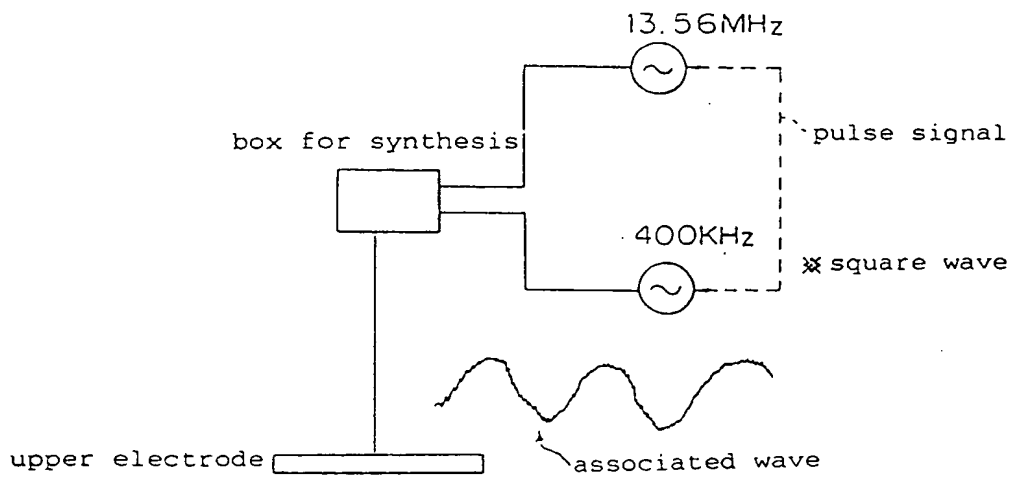 13.56MHz
box for synthesis
pulse signal
400KHz
※ square wave
upper electrode
associated wave